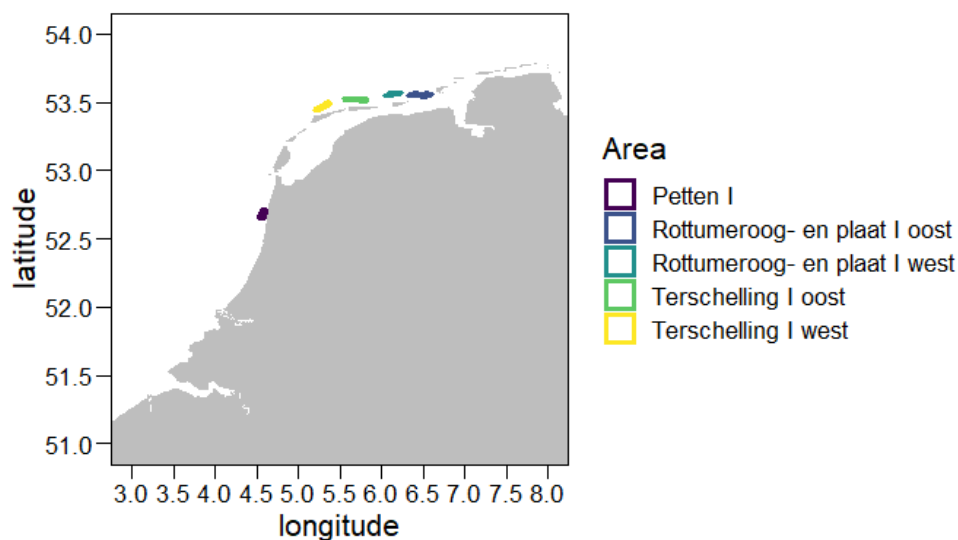 54.0
53.5
53.0
52.5
52.0
51.5
51.0
latitude
3.0 3.5 4.0 4.5 5.0 5.5 6.0 6.5 7.0 7.5 8.0
longitude
Area
Petten I
Rottumeroog- en plaat I oost
Rottumeroog- en plaat I west
Terschelling I oost
Terschelling I west